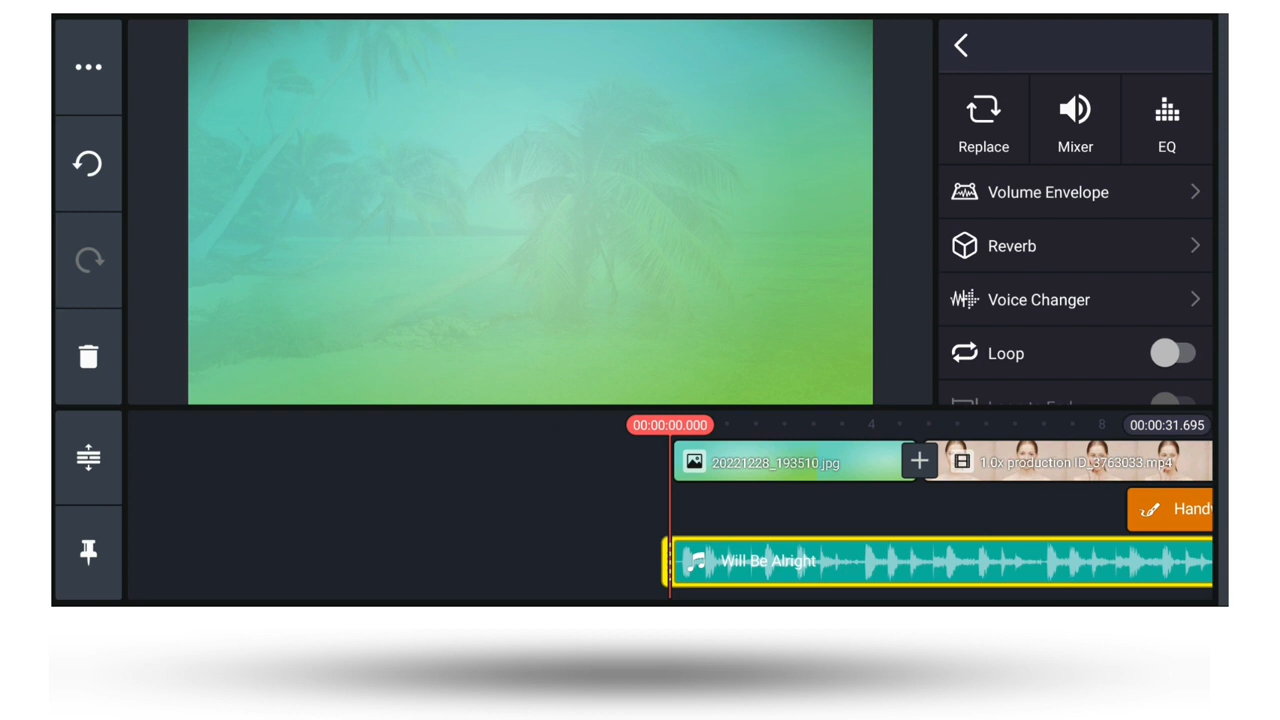 Replace
Mixer
EQ
Volume Envelope
Reverb
Voice Changer
Loop
00:00:00.000
4
8
00:00:31.695
20221228_193510.jpg
1.0x production ID_3763033.mp4
Hand
Will Be Alright